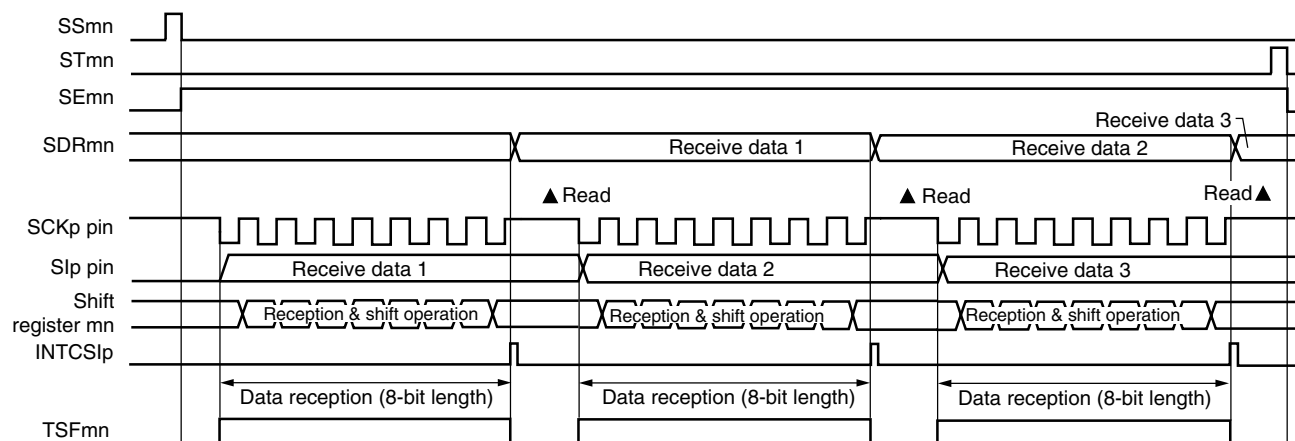 SSmn
STmn
SEmn
Receive data 3
SDRmn
Receive data 1
Receive data 2
▲ Read
▲ Read
Read▲
SCKp pin
SIp pin
Receive data 1
Receive data 2
Receive data 3
Shift
register mn
Reception & shift operation
Reception & shift operation
Reception & shift operation
INTCSIp
Data reception (8-bit length)
Data reception (8-bit length)
Data reception (8-bit length)
TSFmn